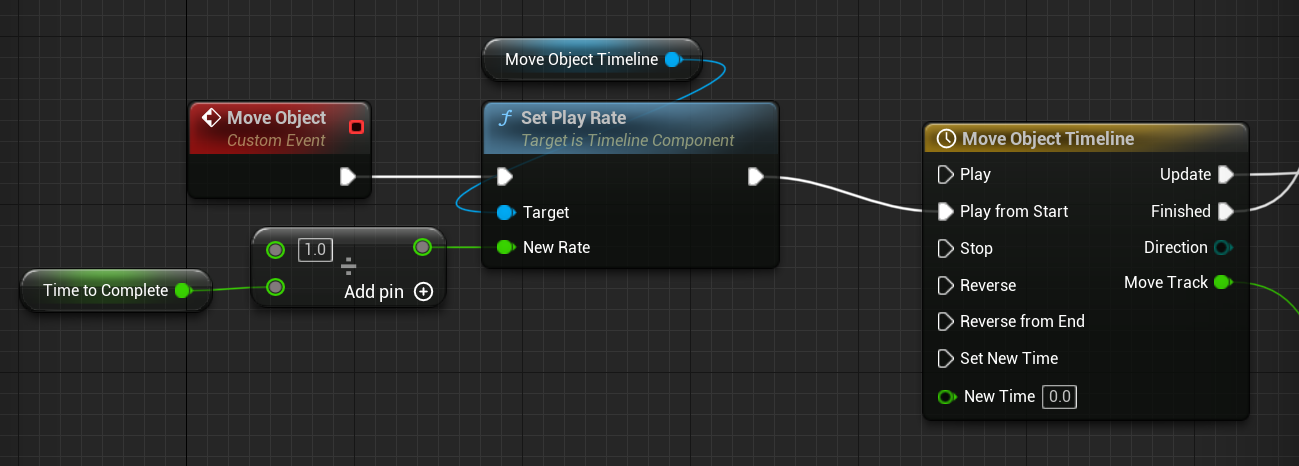 Move Object Timeline
Move Object
Custom Event
f Set Play Rate
Target is Timeline Component
Target
New Rate
1.0
÷
Add pin
Time to Complete
Move Object Timeline
Play
Update
Play from Start
Finished
Stop
Direction
Reverse
Move Track
Reverse from End
Set New Time
New Time 0.0